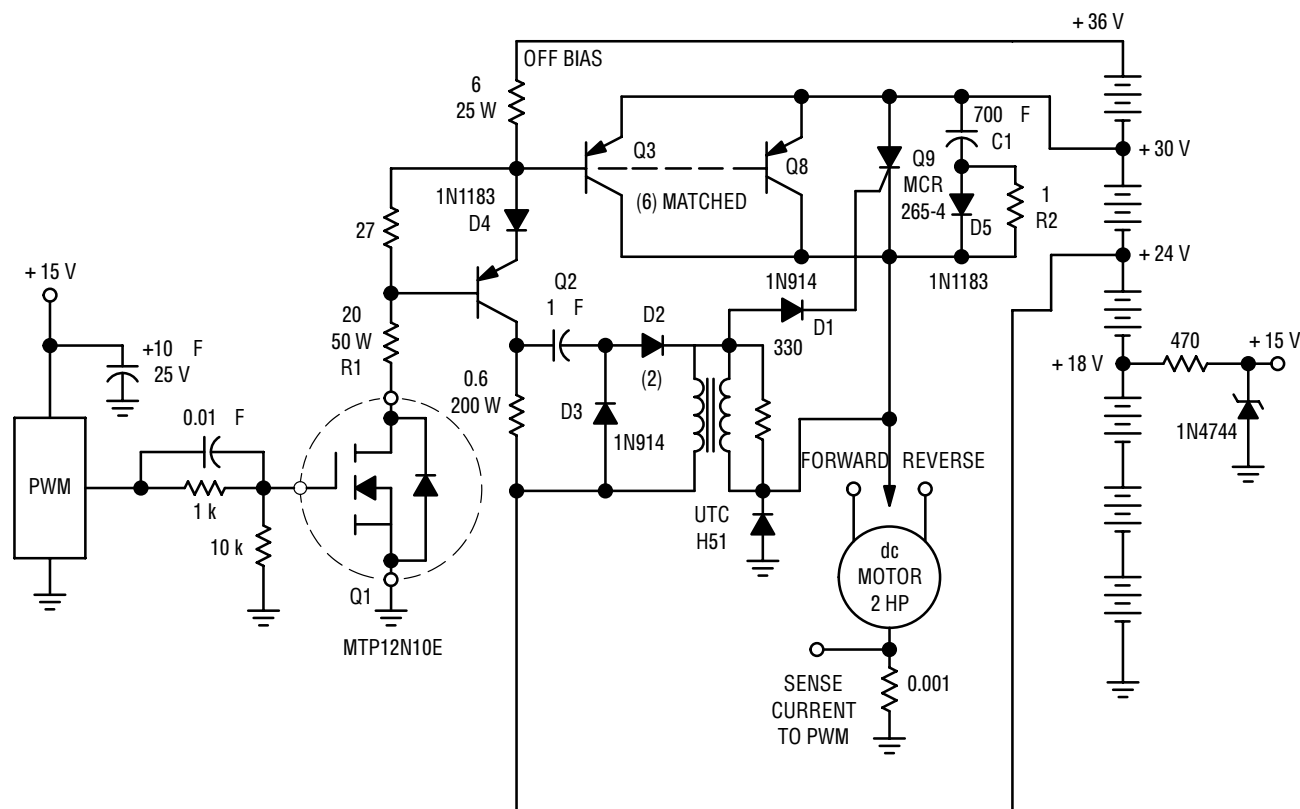 + 36 V
OFF BIAS
6
25 W
700 F
C1
Q3
Q8
Q9
MCR
265-4
+ 30 V
1N1183
D4
(6) MATCHED
D5
1
R2
27
+ 24 V
+ 15 V
Q2
1N914
1N1183
1 F
D2
D1
20
50 W
R1
330
470
+ 15 V
+10 F
25 V
(2)
+ 18 V
0.6
200 W
0.01 F
D3
1N914
1N4744
FORWARD
REVERSE
PWM
1 k
UTC
H51
10 k
dc
MOTOR
2 HP
Q1
MTP12N10E
SENSE
CURRENT
TO PWM
0.001